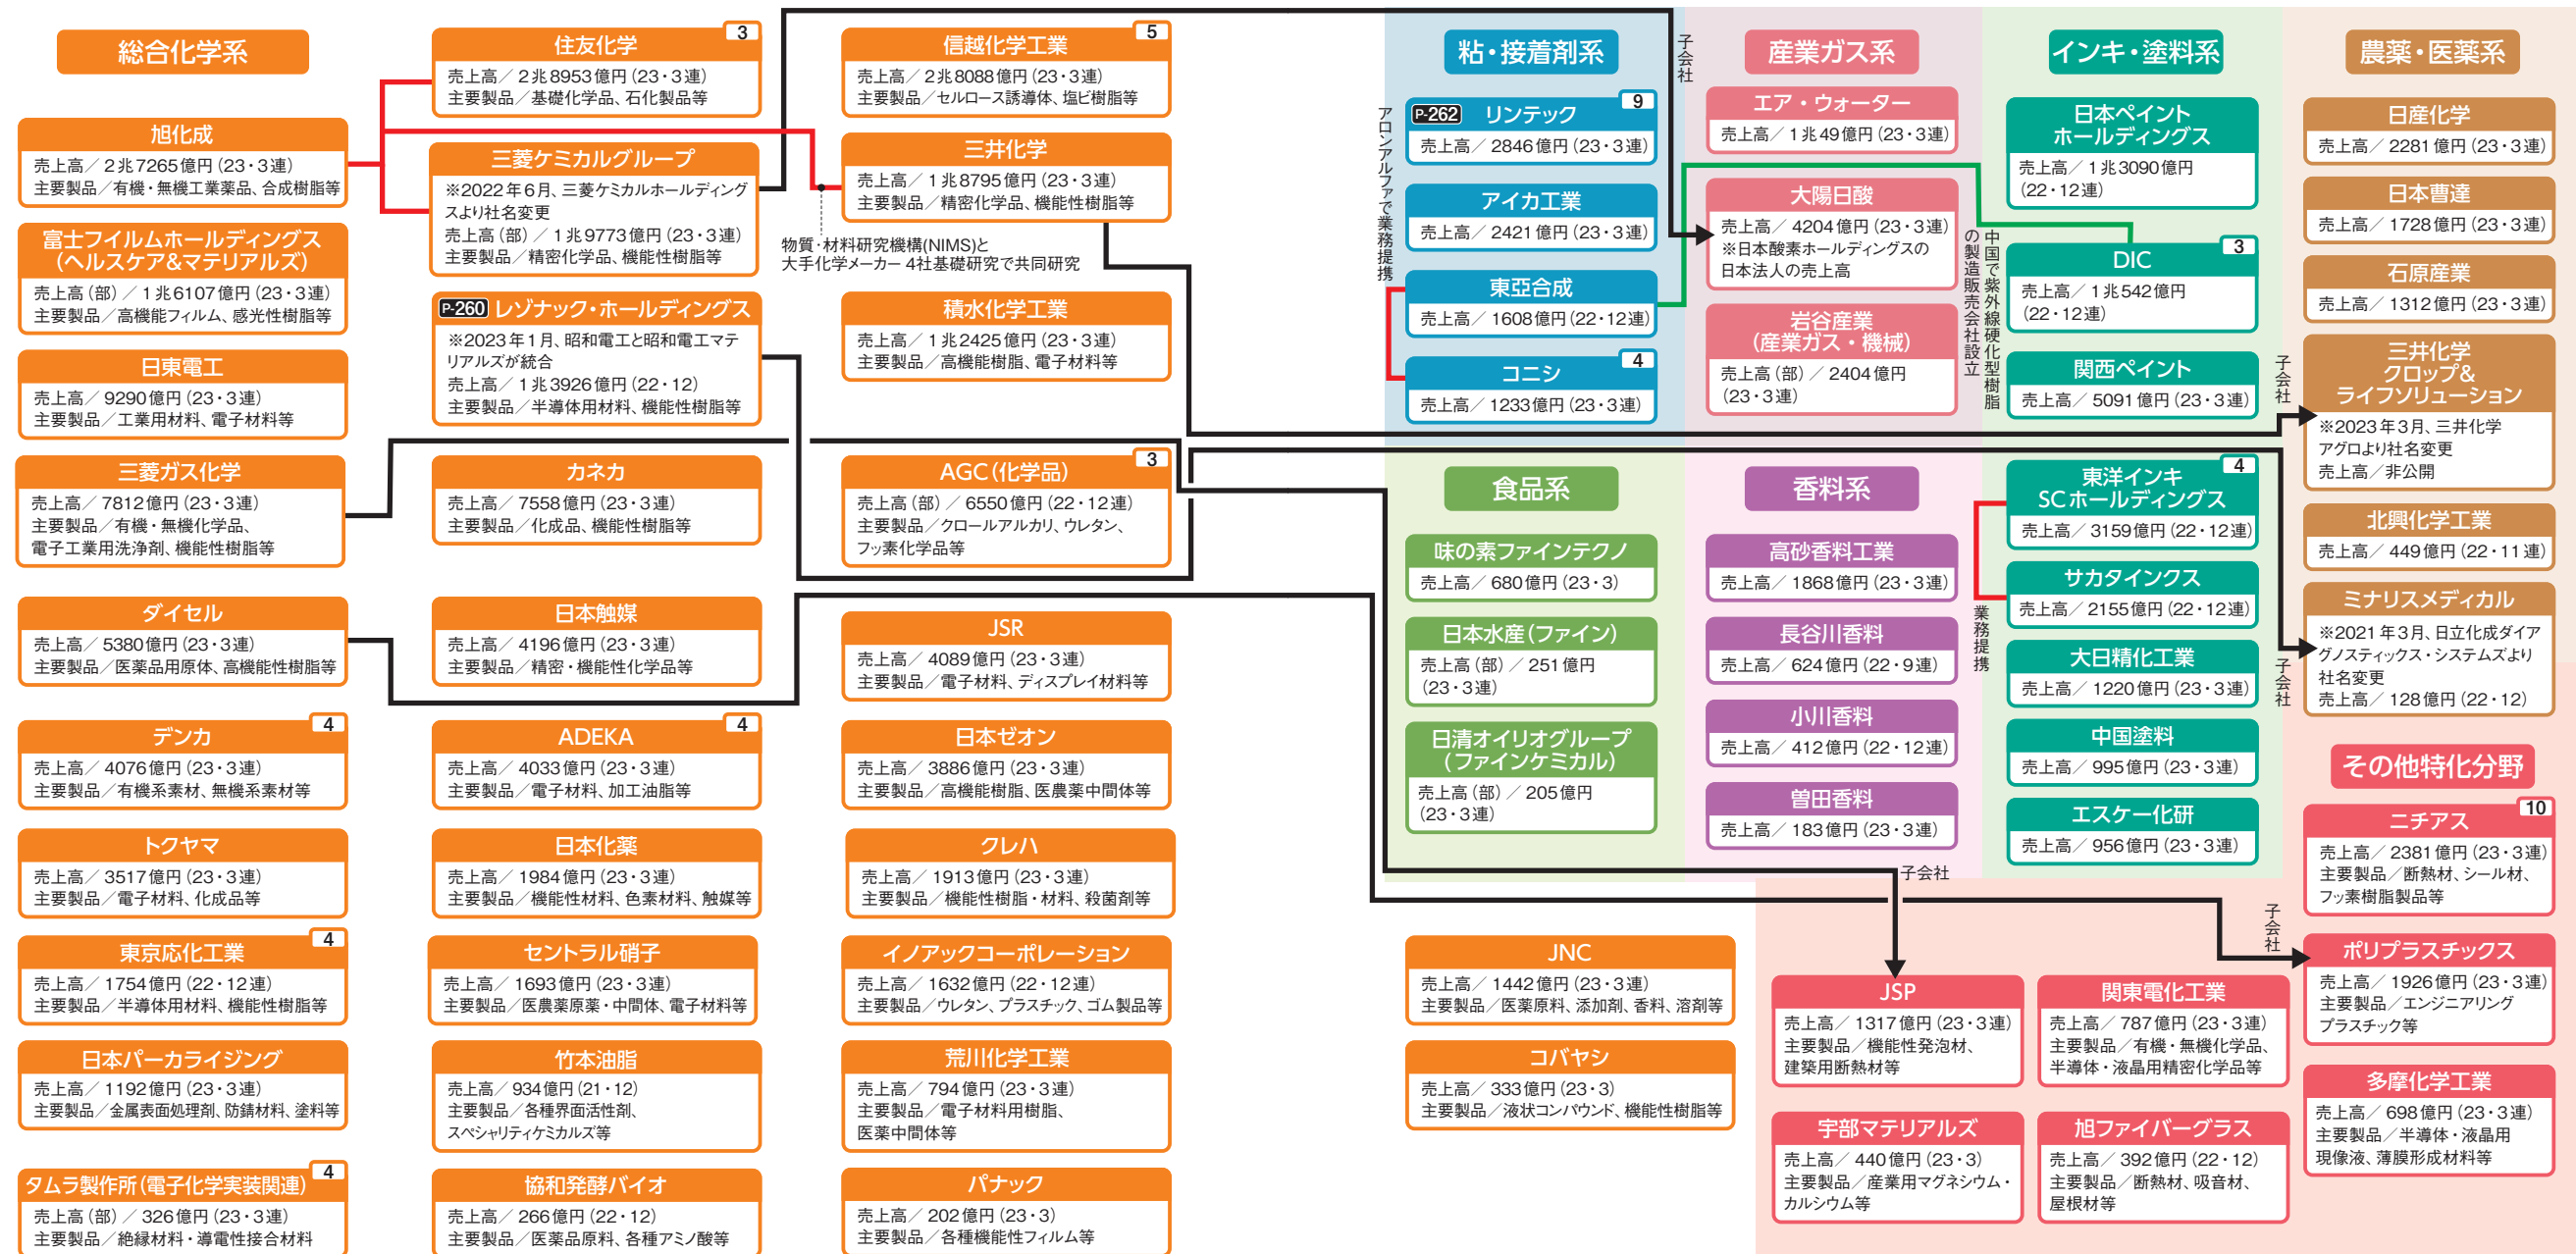 総合化学系
旭化成
売上高／2兆7265億円（23・3連）
主要製品／有機・無機工業薬品、合成樹脂等
富士フイルムホールディングス
（ヘルスケア&マテリアルズ）
売上高（部）／1兆6107億円（23・3連）
主要製品／高機能フィルム、感光性樹脂等
日東電工
売上高／9290億円（23・3連）
主要製品／工業用材料、電子材料等
三菱ガス化学
売上高／7812億円（23・3連）
主要製品／有機・無機化学品、
電子工業用洗浄剤、機能性樹脂等
ダイセル
売上高／5380億円（23・3連）
主要製品／医薬品用原体、高機能性樹脂等
デンカ
4
売上高／4076億円（23・3連）
主要製品／有機系素材、無機系素材等
トクヤマ
売上高／3517億円（23・3連）
主要製品／電子材料、化成品等
東京応化工業
4
売上高／1754億円（22・12連）
主要製品／半導体用材料、機能性樹脂等
日本パーカライジング
売上高／1192億円（23・3連）
主要製品／金属表面処理剤、防錆材料、塗料等
タムラ製作所（電子化学実装関連）
4
売上高（部）／326億円（23・3連）
主要製品／絶縁材料・導電性接合材料
住友化学
3
売上高／2兆8953億円（23・3連）
主要製品／基礎化学品、石化製品等
三菱ケミカルグループ
※2022年6月、三菱ケミカルホールディング
スより社名変更
売上高（部）／1兆9773億円（23・3連）
主要製品／精密化学品、機能性樹脂等
P-260 レゾナック・ホールディングス
※2023年1月、昭和電工と昭和電工マテ
リアルズが統合
売上高／1兆3926億円（22・12）
主要製品／半導体用材料、機能性樹脂等
カネカ
売上高／7558億円（23・3連）
主要製品／化成品、機能性樹脂等
日本触媒
売上高／4196億円（23・3連）
主要製品／精密・機能性化学品等
ADEKA
4
売上高／4033億円（23・3連）
主要製品／電子材料、加工油脂等
日本化薬
売上高／1984億円（23・3連）
主要製品／機能性材料、色素材料、触媒等
セントラル硝子
売上高／1693億円（23・3連）
主要製品／医農薬原薬・中間体、電子材料等
竹本油脂
売上高／934億円（21・12）
主要製品／各種界面活性剤、
スペシャリティケミカルズ等
協和発酵バイオ
売上高／266億円（22・12）
主要製品／医薬品原料、各種アミノ酸等
信越化学工業
5
売上高／2兆8088億円（23・3連）
主要製品／セルロース誘導体、塩ビ樹脂等
三井化学
売上高／1兆8795億円（23・3連）
主要製品／精密化学品、機能性樹脂等
物質・材料研究機構(NIMS)と
大手化学メーカー4社基礎研究で共同研究
積水化学工業
売上高／1兆2425億円（23・3連）
主要製品／高機能樹脂、電子材料等
AGC（化学品）
3
売上高（部）／6550億円（22・12連）
主要製品／クロールアルカリ、ウレタン、
フッ素化学品等
JSR
売上高／4089億円（23・3連）
主要製品／電子材料、ディスプレイ材料等
日本ゼオン
売上高／3886億円（23・3連）
主要製品／高機能樹脂、医農薬中間体等
クレハ
売上高／1913億円（23・3連）
主要製品／機能性樹脂・材料、殺菌剤等
イノアックコーポレーション
売上高／1632億円（22・12連）
主要製品／ウレタン、プラスチック、ゴム製品等
荒川化学工業
売上高／794億円（23・3連）
主要製品／電子材料用樹脂、
医薬中間体等
パナック
売上高／202億円（23・3）
主要製品／各種機能性フィルム等
粘・接着剤系
P-262 リンテック
9
売上高／2846億円（23・3連）
アイカ工業
売上高／2421億円（23・3連）
東亞合成
売上高／1608億円（22・12連）
コニシ
4
売上高／1233億円（23・3連）
アロンアルファで業務提携
食品系
味の素ファインテクノ
売上高／680億円（23・3）
日本水産（ファイン）
売上高（部）／251億円
（23・3連）
日清オイリオグループ
（ファインケミカル）
売上高（部）／205億円
（23・3連）
JNC
売上高／1442億円（23・3連）
主要製品／医薬原料、添加剤、香料、溶剤等
コバヤシ
売上高／333億円（23・3）
主要製品／液状コンパウンド、機能性樹脂等
子会社
産業ガス系
エア・ウォーター
売上高／1兆49億円（23・3連）
大陽日酸
売上高／4204億円（23・3連）
※日本酸素ホールディングスの
日本法人の売上高
岩谷産業
（産業ガス・機械）
売上高（部）／2404億円
（23・3連）
中国で紫外線硬化型樹脂
の製造販売会社設立
香料系
高砂香料工業
売上高／1868億円（23・3連）
長谷川香料
売上高／624億円（22・9連）
小川香料
売上高／412億円（22・12連）
曽田香料
売上高／183億円（23・3連）
子会社
インキ・塗料系
日本ペイント
ホールディングス
売上高／1兆3090億円
（22・12連）
DIC
3
売上高／1兆542億円
（22・12連）
関西ペイント
売上高／5091億円（23・3連）
東洋インキ
SCホールディングス
4
売上高／3159億円（22・12連）
サカタインクス
売上高／2155億円（22・12連）
業務提携
大日精化工業
売上高／1220億円（23・3連）
中国塗料
売上高／995億円（23・3連）
エスケー化研
売上高／956億円（23・3連）
農薬・医薬系
日産化学
売上高／2281億円（23・3連）
日本曹達
売上高／1728億円（23・3連）
石原産業
売上高／1312億円（23・3連）
子会社
三井化学
クロップ&
ライフソリューション
※2023年3月、三井化学
アグロより社名変更
売上高／非公開
北興化学工業
売上高／449億円（22・11連）
子会社
ミナリスメディカル
※2021年3月、日立化成ダイア
グノスティックス・システムズより
社名変更
売上高／128億円（22・12）
その他特化分野
ニチアス
10
売上高／2381億円（23・3連）
主要製品／断熱材、シール材、
フッ素樹脂製品等
子会社
ポリプラスチックス
売上高／1926億円（23・3連）
主要製品／エンジニアリング
プラスチック等
JSP
売上高／1317億円（23・3連）
主要製品／機能性発泡材、
建築用断熱材等
関東電化工業
売上高／787億円（23・3連）
主要製品／有機・無機化学品、
半導体・液晶用精密化学品等
多摩化学工業
売上高／698億円（23・3連）
主要製品／半導体・液晶用
現像液、薄膜形成材料等
宇部マテリアルズ
売上高／440億円（23・3）
主要製品／産業用マグネシウム・
カルシウム等
旭ファイバーグラス
売上高／392億円（22・12）
主要製品／断熱材、吸音材、
屋根材等